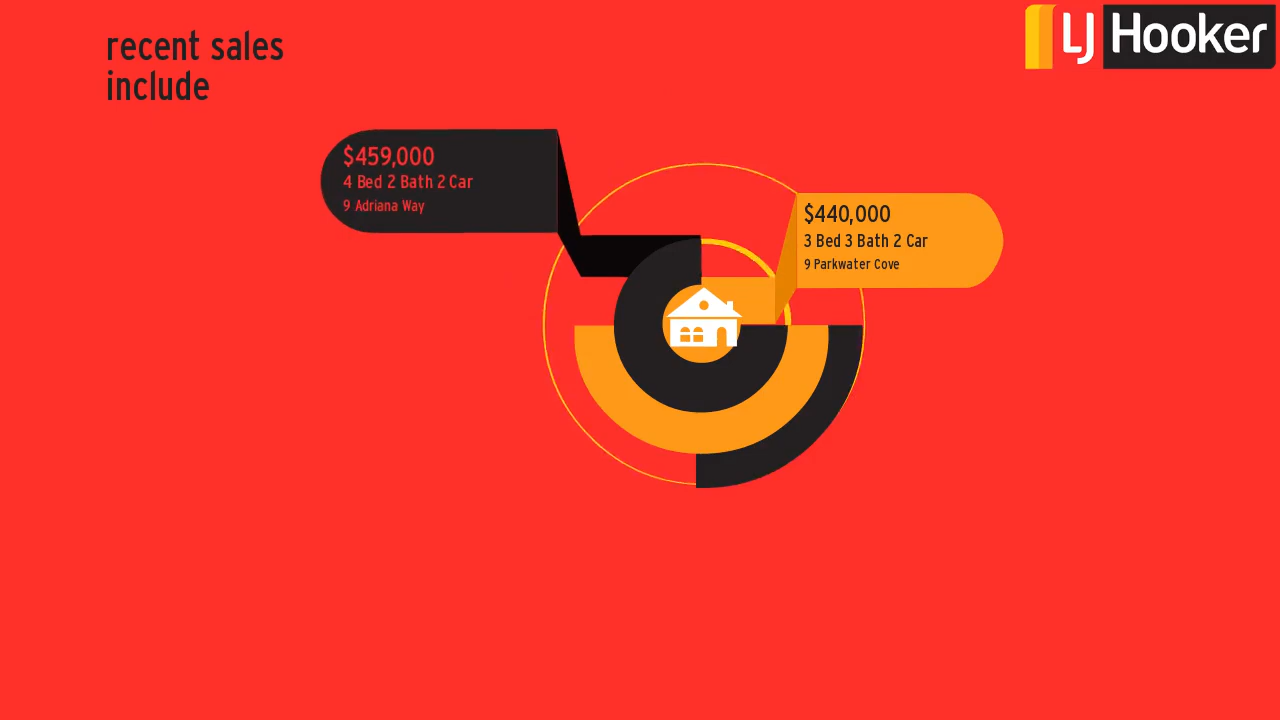 recent sales
include
LJ Hooker
$459,000
4 Bed 2 Bath 2 Car
9 Adriana Way
$440,000
3 Bed 3 Bath 2 Car
9 Parkwater Cove